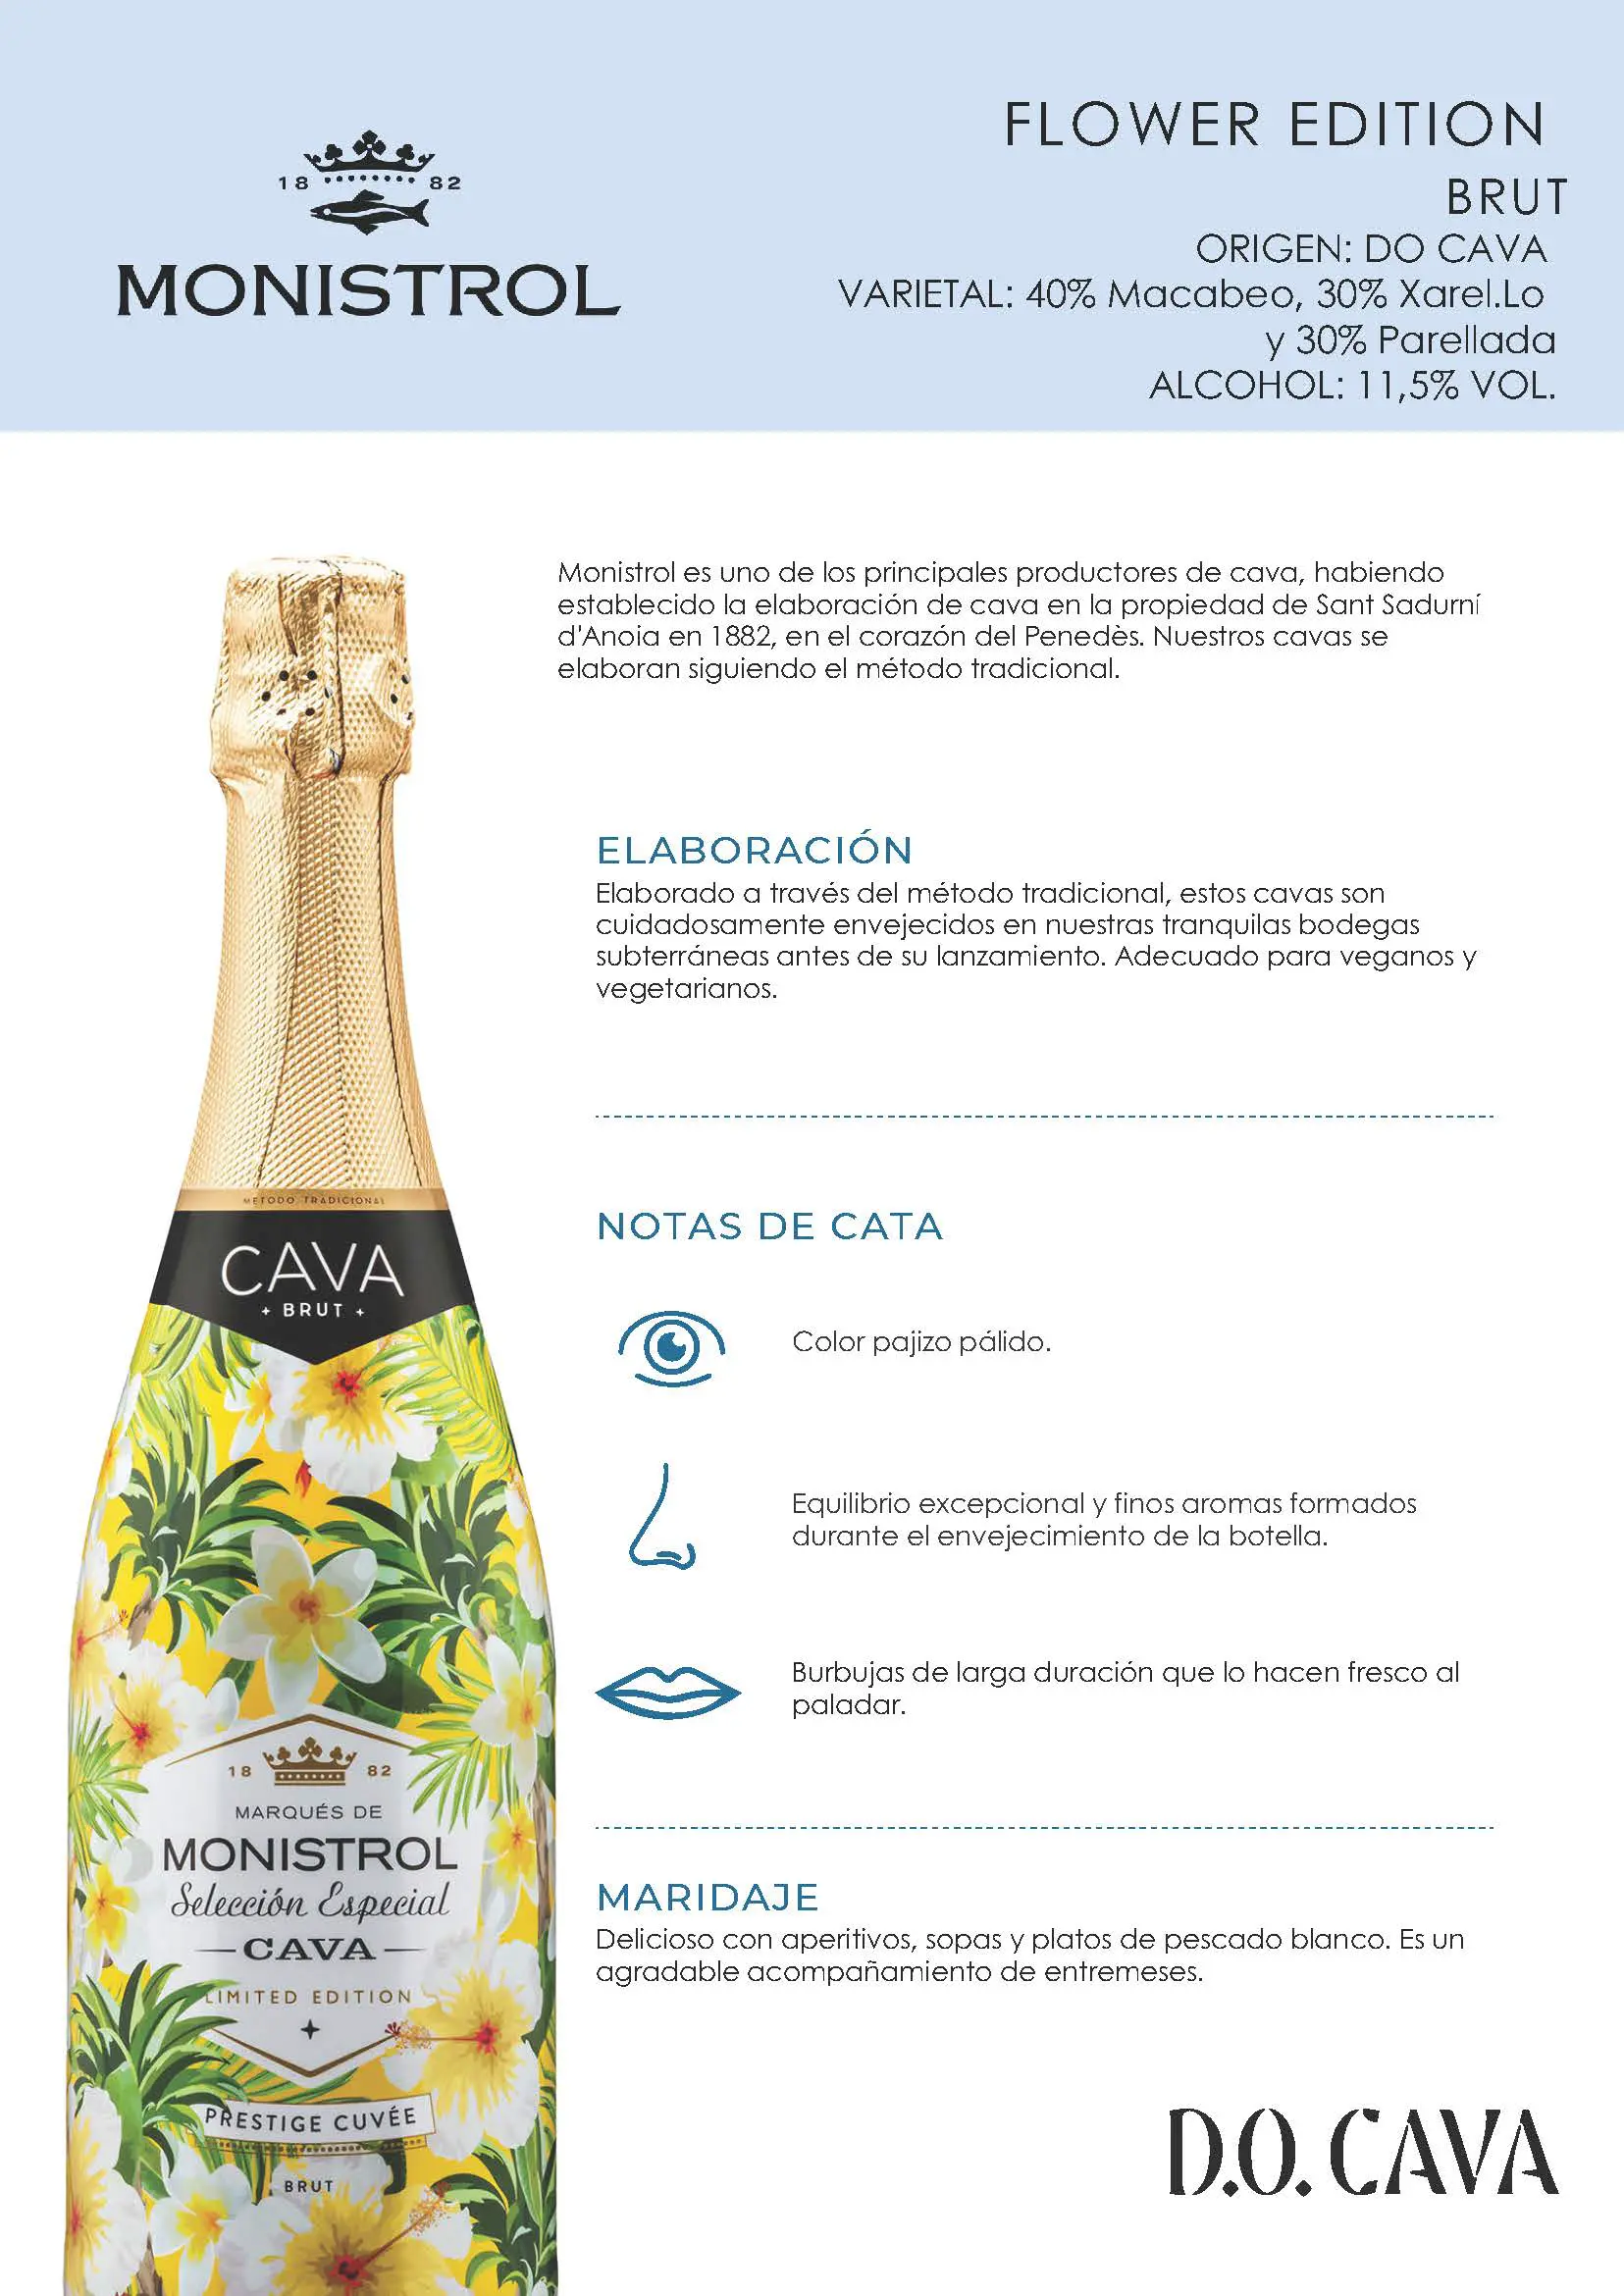 18 82
MONISTROL
FLOWER EDITION
BRUT
ORIGEN: DO CAVA
VARIETAL: 40% Macabeo, 30% Xarel.Lo
y 30% Parellada
ALCOHOL: 11,5% VOL.
Monistrol es uno de los principales productores de cava, habiendo
establecido la elaboración de cava en la propiedad de Sant Sadurní
d'Anoia en 1882, en el corazón del Penedès. Nuestros cavas se
elaboran siguiendo el método tradicional.
ELABORACIÓN
Elaborado a través del método tradicional, estos cavas son
cuidadosamente envejecidos en nuestras tranquilas bodegas
subterráneas antes de su lanzamiento. Adecuado para veganos y
vegetarianos.
NOTAS DE CATA
Color pajizo pálido.
Equilibrio excepcional y finos aromas formados
durante el envejecimiento de la botella.
Burbujas de larga duración que lo hacen fresco al
paladar.
MARIDAJE
Delicioso con aperitivos, sopas y platos de pescado blanco. Es un
agradable acompañamiento de entremeses.
METODO TRADICIONAL
CAVA
+ BRUT +
18 82
MARQUÉS DE
MONISTROL
Selección Especial
CAVA
LIMITED EDITION
PRESTIGE CUVÉE
BRUT
D.O. CAVA